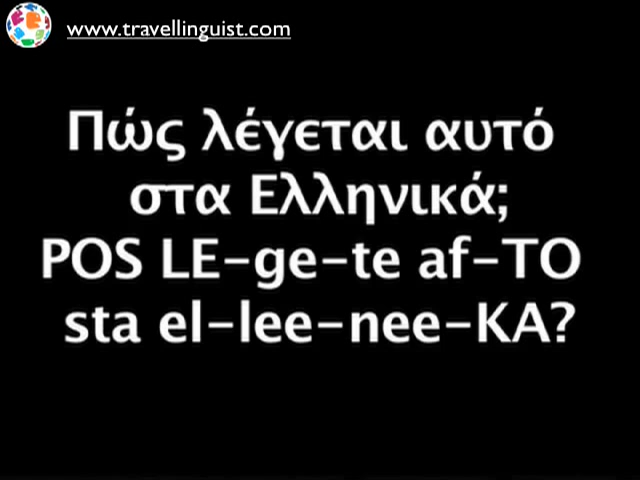 www.travellinguist.com
Πώς λέγεται αυτό
στα Ελληνικά;
POS LE-ge-te af-TO
sta el-lee-nee-KA?